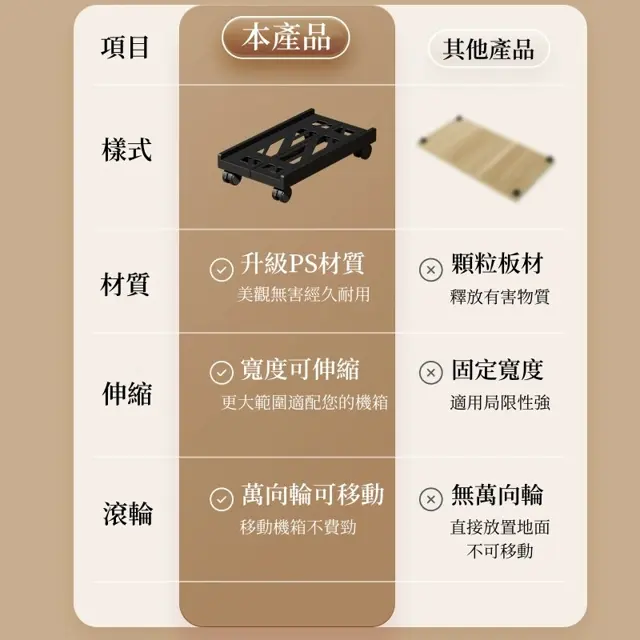 項目
本產品
其他產品
樣式
材質
升級PS材質
美觀無害經久耐用
顆粒板材
釋放有害物質
伸縮
寬度可伸縮
更大範圍適配您的機箱
固定寬度
適用局限性強
滾輪
萬向輪可移動
移動機箱不費勁
無萬向輪
直接放置地面
不可移動